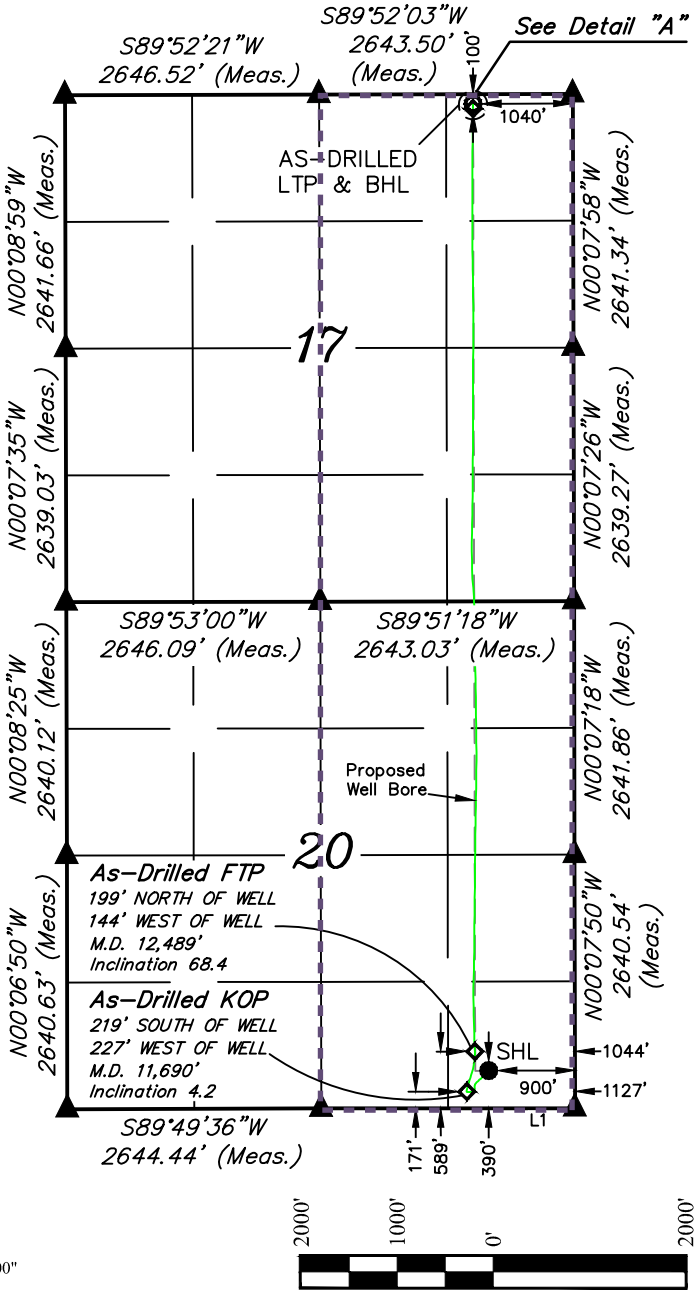 S89°52'03"W
2643.50'
(Meas.)
100'
See Detail "A"
S89°52'21"W
2646.52' (Meas.)
1040'
AS-DRILLED
LTP & BHL
N00°08'59"W
2641.66' (Meas.)
N00°07'58"W
2641.34' (Meas.)
17
N00°07'35"W
2639.03' (Meas.)
N00°07'26"W
2639.27' (Meas.)
S89°53'00"W
2646.09' (Meas.)
S89°51'18"W
2643.03' (Meas.)
N00°08'25"W
2640.12' (Meas.)
N00°07'18"W
2641.86' (Meas.)
Proposed
Well Bore
20
As-Drilled FTP
199' NORTH OF WELL
144' WEST OF WELL
M.D. 12,489'
Inclination 68.4
N00°06'50"W
2640.63' (Meas.)
N00°07'50"W
2640.54'
(Meas.)
As-Drilled KOP
219' SOUTH OF WELL
227' WEST OF WELL
M.D. 11,690'
Inclination 4.2
SHL
1044'
900'
1127'
L1
S89°49'36"W
2644.44' (Meas.)
171'
589'
390'
2000'
1000'
0'
2000'
00"